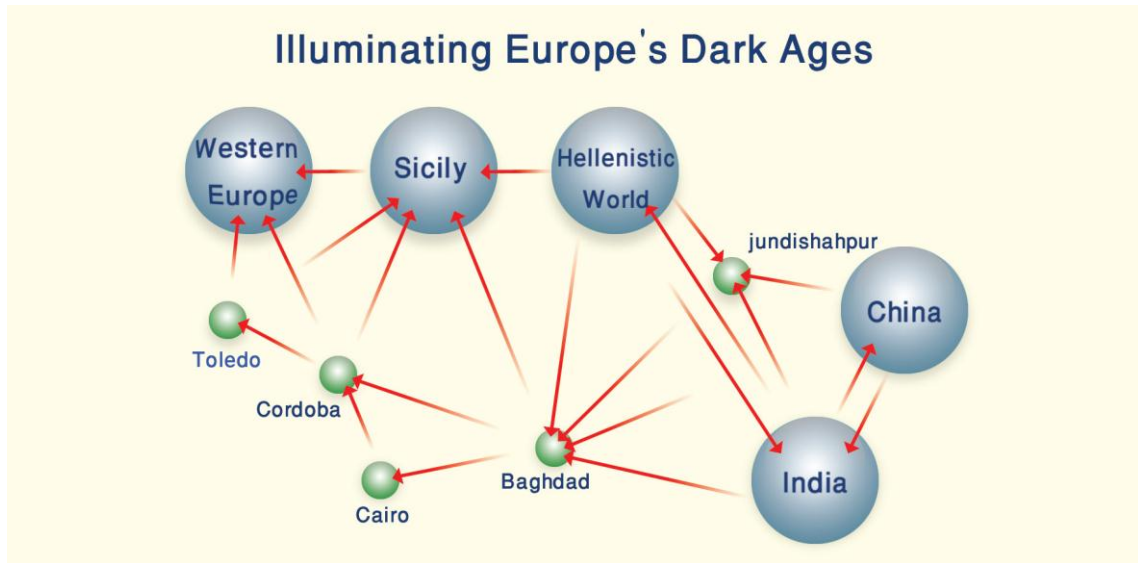 Illuminating Europe's Dark Ages
Western
Europe
Sicily
Hellenistic
World
jundishahpur
China
Toledo
Cordoba
Baghdad
India
Cairo